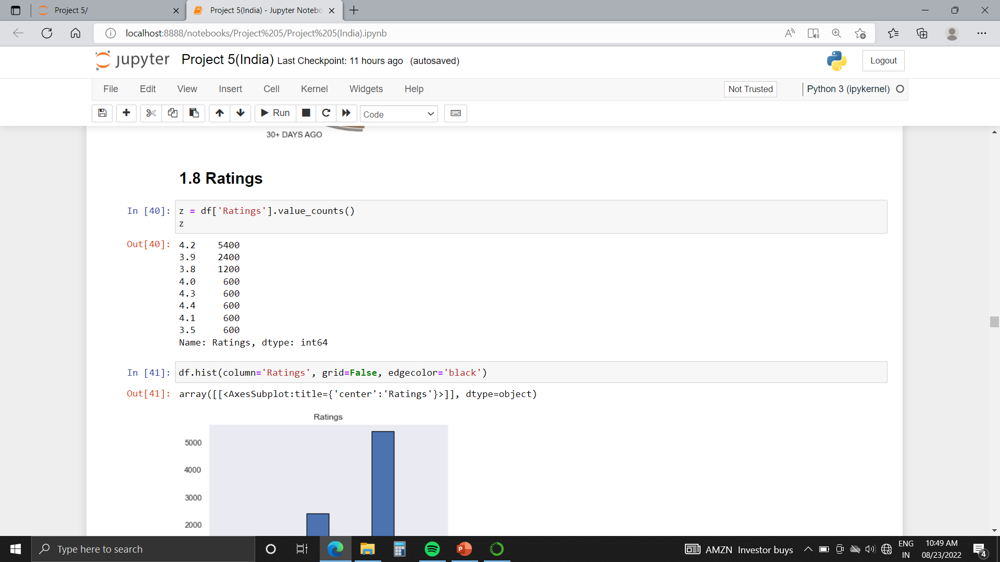 Project 5/
Project 5(India) - Jupyter Notebo
localhost:8888/notebooks/Project%205/Project%205(India).ipynb
jupyter Project 5(India) Last Checkpoint: 11 hours ago (autosaved)
Logout
File Edit View Insert Cell Kernel Widgets Help
Not Trusted Python 3 (ipykernel)
Run Code
30+ DAYS AGO
1.8 Ratings
In [40]: z = df['Ratings'].value_counts()
z
Out[40]: 4.2 5400
3.9 2400
3.8 1200
4.0 600
4.3 600
4.4 600
4.1 600
3.5 600
Name: Ratings, dtype: int64
In [41]: df.hist(column='Ratings', grid=False, edgecolor='black')
Out[41]: array([[<AxesSubplot:title={'center':'Ratings'}>]], dtype=object)
Ratings
5000
4000
3000
2000
Type here to search
P
AMZN Investor buys
ENG
IN
10:49 AM
08/23/2022
4